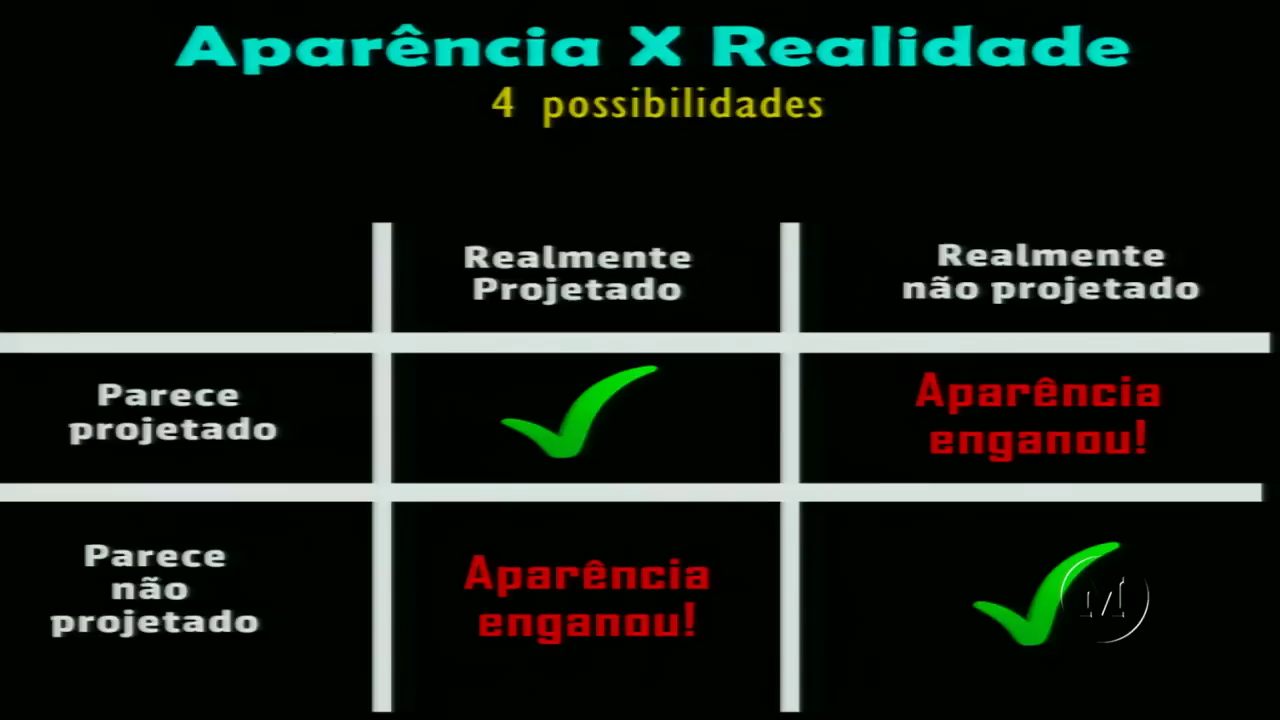 Aparência X Realidade
4 possibilidades
Realmente
Projetado
Realmente
não projetado
Parece
projetado
Aparência
enganou!
Parece
não
projetado
Aparência
enganou!
M